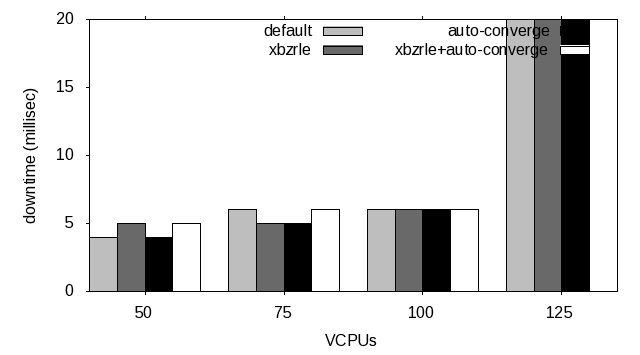 20
15
10
5
0
downtime (millisec)
default
xbzrle
auto-converge
xbzrle+auto-converge
50 75 100 125
VCPUs